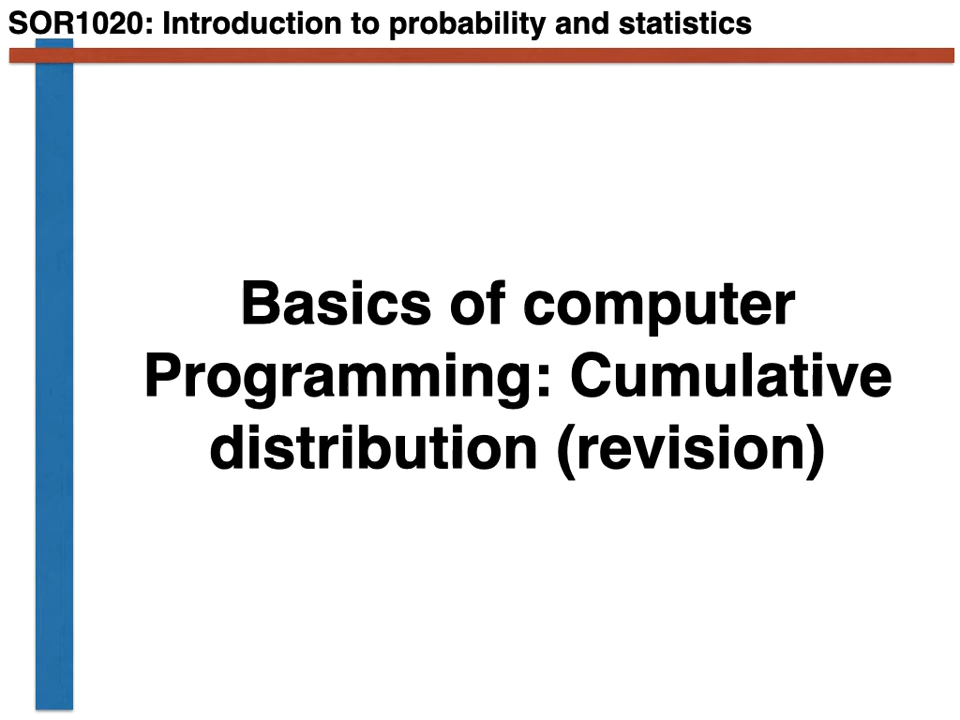 SOR1020: Introduction to probability and statistics
Basics of computer
Programming: Cumulative
distribution (revision)